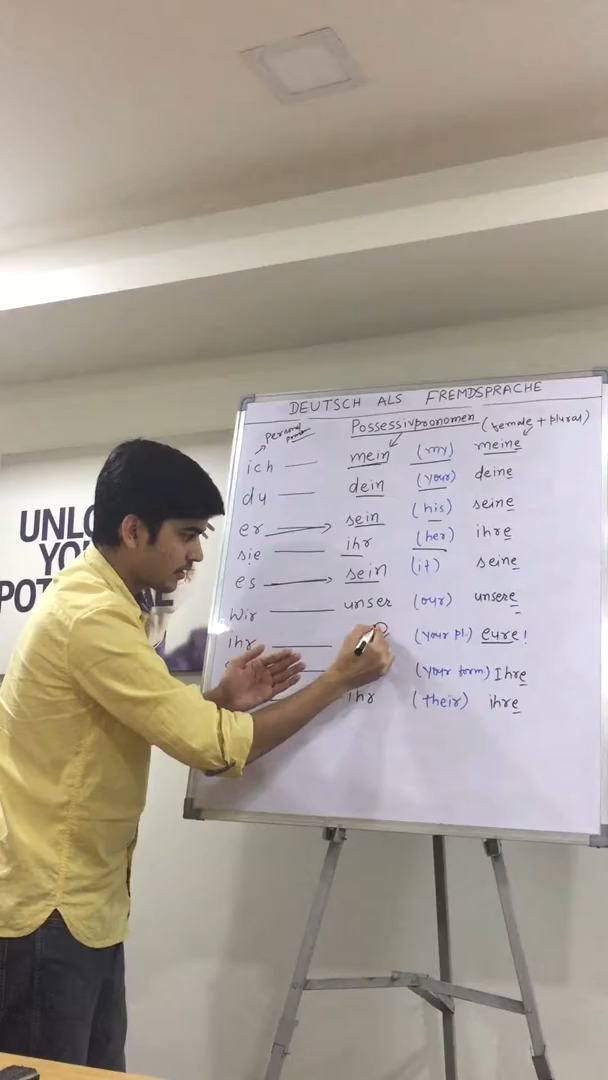 DEUTSCH ALS FREMDSPRACHE
Possessivpronomen (female + plural)
personal
ich mein (my) meine
du dein (your) deine
er sein (his) seine
sie ihr (her) ihre
es sein (it) seine
Wir unser (our) unsere
ihr (your pl.) eure!
(your form.) Ihre
ihr (their) ihre
UNLO
YO
POT RE